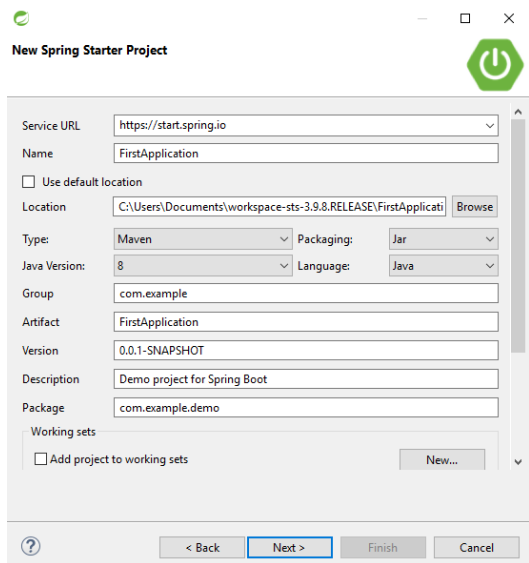 New Spring Starter Project
Service URL https://start.spring.io
Name FirstApplication
Use default location
Location C:\Users\Documents\workspace-sts-3.9.8.RELEASE\FirstApplicati Browse
Type: Maven Packaging: Jar
Java Version: 8 Language: Java
Group com.example
Artifact FirstApplication
Version 0.0.1-SNAPSHOT
Description Demo project for Spring Boot
Package com.example.demo
Working sets
Add project to working sets New...
? < Back Next > Finish Cancel